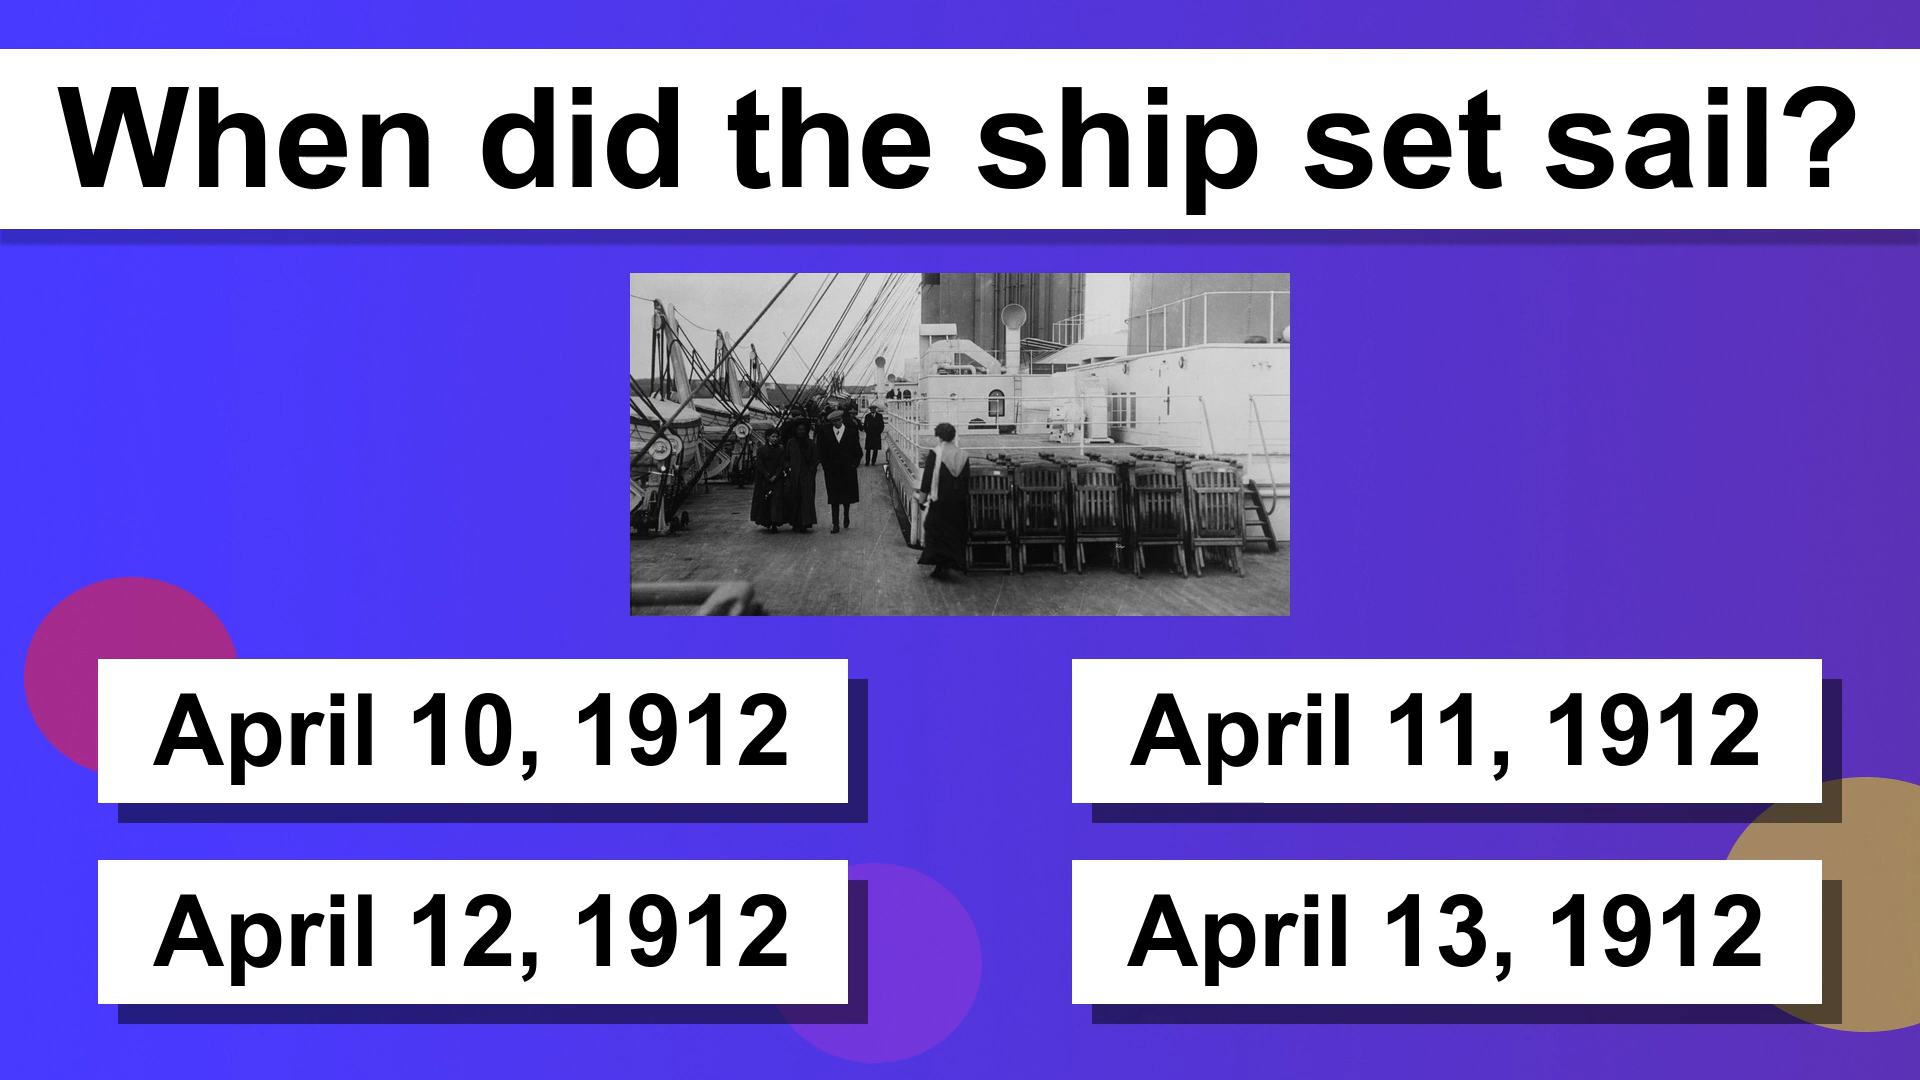 When did the ship set sail?
April 10, 1912
April 11, 1912
April 12, 1912
April 13, 1912